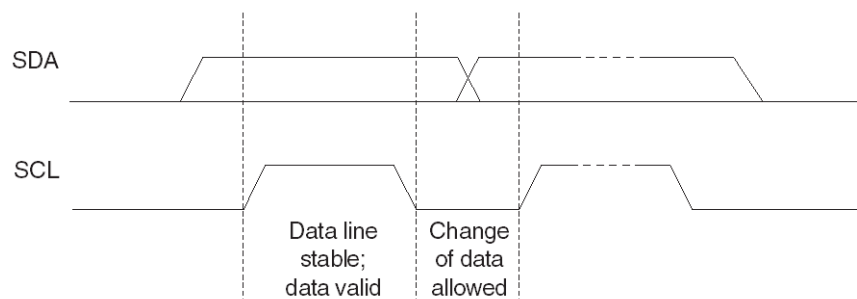 SDA
SCL
Data line
stable;
data valid
Change
of data
allowed